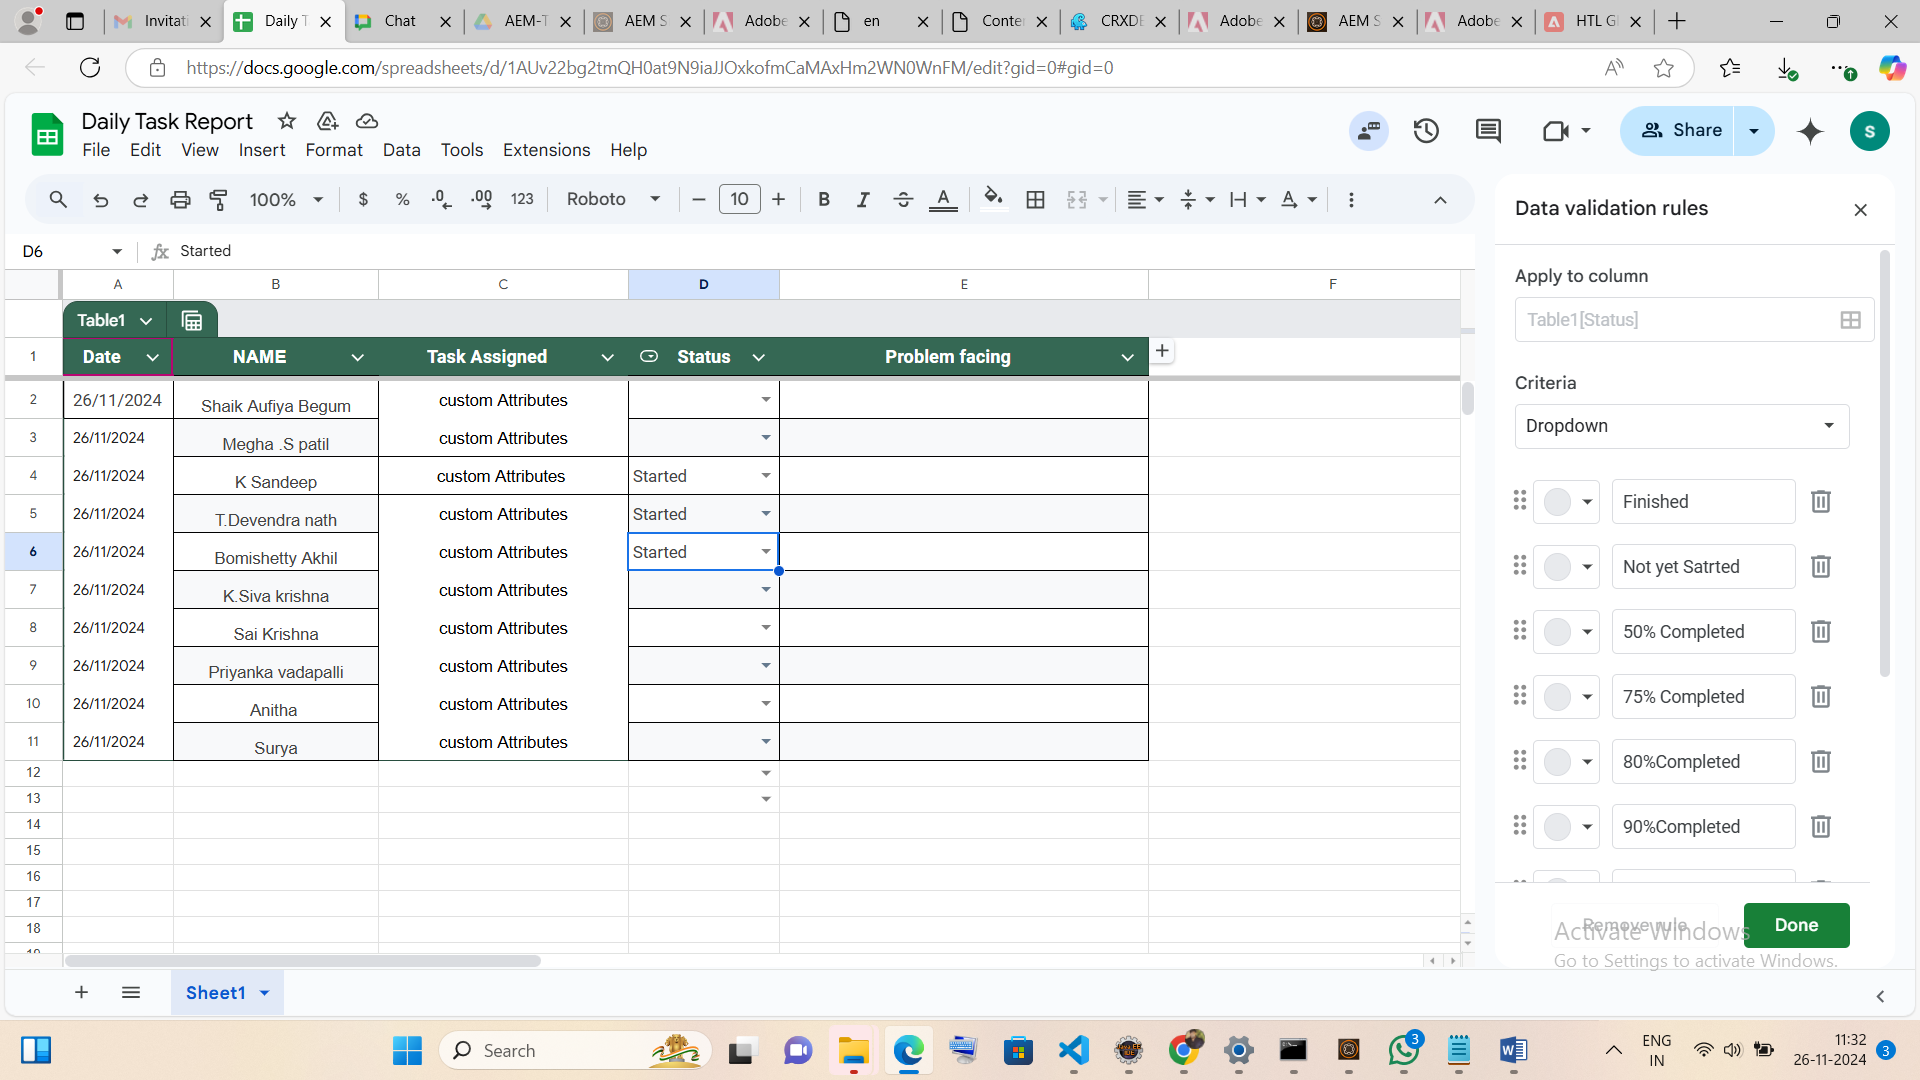 Invitati
Daily T
Chat
AEM-T
AEM S
Adobe
en
Conter
CRXDE
Adobe
AEM S
Adobe
HTL Gl
https://docs.google.com/spreadsheets/d/1AUv22bg2tmQH0at9N9iaJJOxkofmCaMAxHm2WN0WnFM/edit?gid=0#gid=0
Daily Task Report
File Edit View Insert Format Data Tools Extensions Help
Share
S
100% $ % .0 .00 123 Roboto 10 B I S A
D6 Started
A B C D E F
Table1
1 Date NAME Task Assigned Status Problem facing
2 26/11/2024 Shaik Aufiya Begum custom Attributes
3 26/11/2024 Megha .S patil custom Attributes
4 26/11/2024 K Sandeep custom Attributes Started
5 26/11/2024 T.Devendra nath custom Attributes Started
6 26/11/2024 Bomishetty Akhil custom Attributes Started
7 26/11/2024 K.Siva krishna custom Attributes
8 26/11/2024 Sai Krishna custom Attributes
9 26/11/2024 Priyanka vadapalli custom Attributes
10 26/11/2024 Anitha custom Attributes
11 26/11/2024 Surya custom Attributes
12
13
14
15
16
17
18
19
Sheet1
Data validation rules
Apply to column
Table1[Status]
Criteria
Dropdown
Finished
Not yet Satrted
50% Completed
75% Completed
80%Completed
90%Completed
Remove rule
Done
Activate Windows
Go to Settings to activate Windows.
Search
3
ENG
IN
11:32
26-11-2024
3